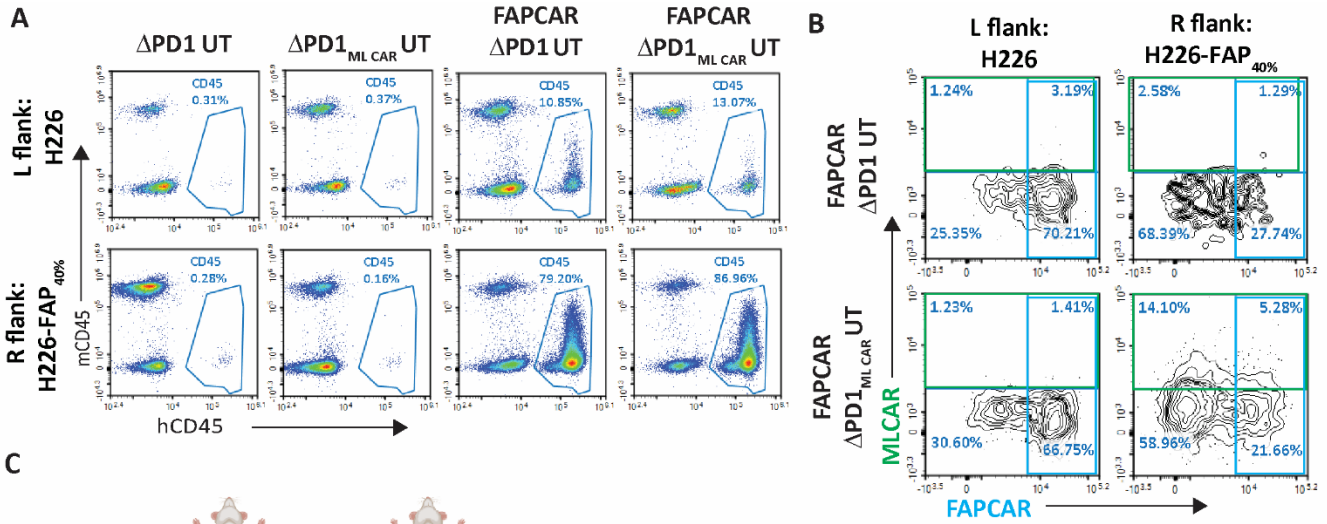 A
ΔPD1 UT
ΔPD1ML CAR UT
FAPCAR
ΔPD1 UT
FAPCAR
ΔPD1ML CAR UT
L flank:
H226
CD45
0.31%
CD45
0.37%
CD45
10.85%
CD45
13.07%
R flank:
H226-FAP40%
CD45
0.28%
CD45
0.16%
CD45
79.20%
CD45
86.96%
mCD45
hCD45
B
L flank:
H226
R flank:
H226-FAP40%
FAPCAR
ΔPD1 UT
1.24% 3.19%
25.35% 70.21%
2.58% 1.29%
68.39% 27.74%
FAPCAR
ΔPD1ML CAR UT
1.23% 1.41%
30.60% 66.75%
14.10% 5.28%
58.96% 21.66%
MLCAR
FAPCAR
C